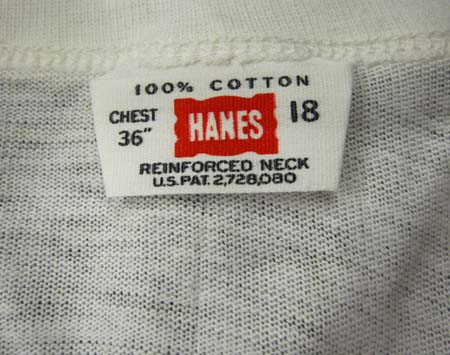 100% COTTON
CHEST 36" HANES 18
REINFORCED NECK
U.S. PAT. 2,728,080